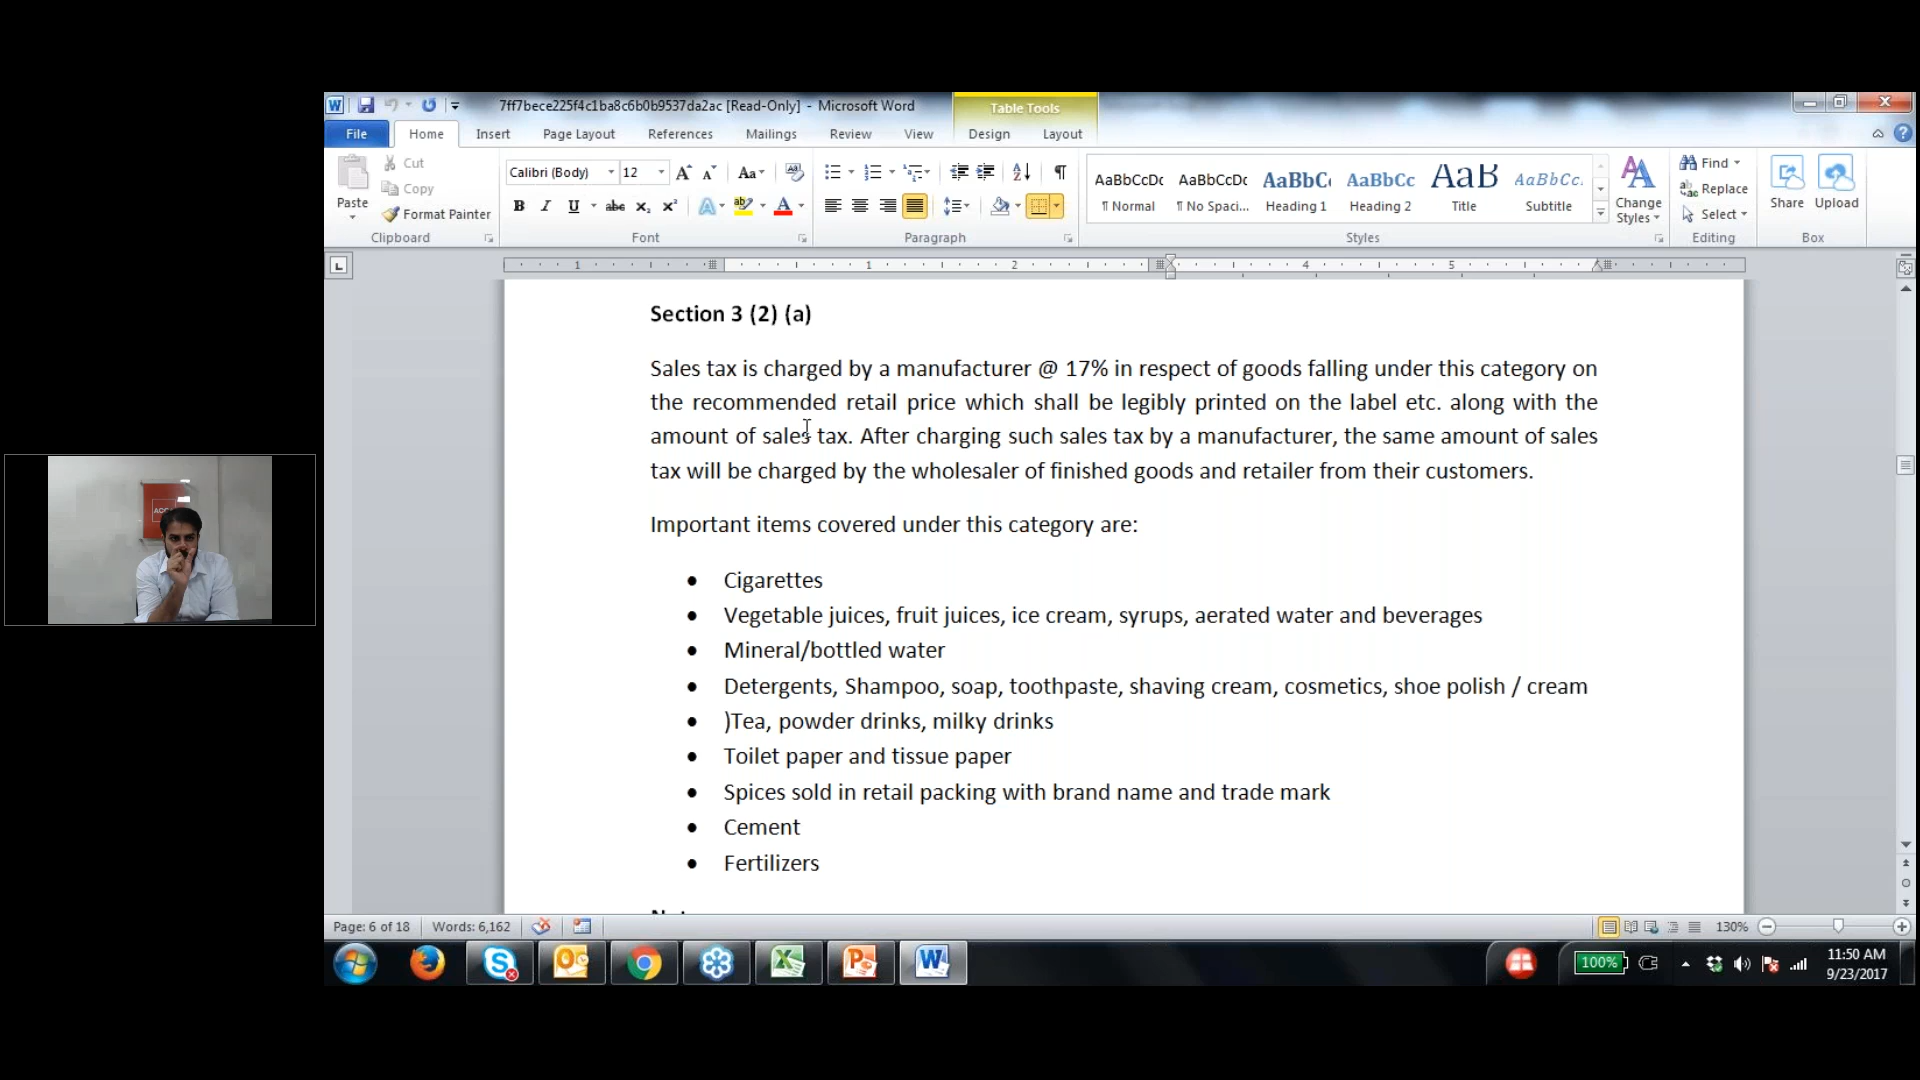 7ff7bece225f4c1ba8c6b0b9537da2ac [Read-Only] - Microsoft Word
Table Tools
File Home Insert Page Layout References Mailings Review View Design Layout
Paste
Cut
Copy
Format Painter
Clipboard
Calibri (Body) 12
Font
Paragraph
AaBbCcDc AaBbCcDc AaBbC AaBbCc AaB AaBbCc.
¶ Normal ¶ No Spaci... Heading 1 Heading 2 Title Subtitle
Change Styles
Styles
Find
Replace
Select
Editing
Share Upload
Box
1 1 2 4 5
Section 3 (2) (a)
Sales tax is charged by a manufacturer @ 17% in respect of goods falling under this category on
the recommended retail price which shall be legibly printed on the label etc. along with the
amount of sales tax. After charging such sales tax by a manufacturer, the same amount of sales
tax will be charged by the wholesaler of finished goods and retailer from their customers.
Important items covered under this category are:
• Cigarettes
• Vegetable juices, fruit juices, ice cream, syrups, aerated water and beverages
• Mineral/bottled water
• Detergents, Shampoo, soap, toothpaste, shaving cream, cosmetics, shoe polish / cream
• )Tea, powder drinks, milky drinks
• Toilet paper and tissue paper
• Spices sold in retail packing with brand name and trade mark
• Cement
• Fertilizers
Page: 6 of 18 Words: 6,162 130%
100%
11:50 AM
9/23/2017